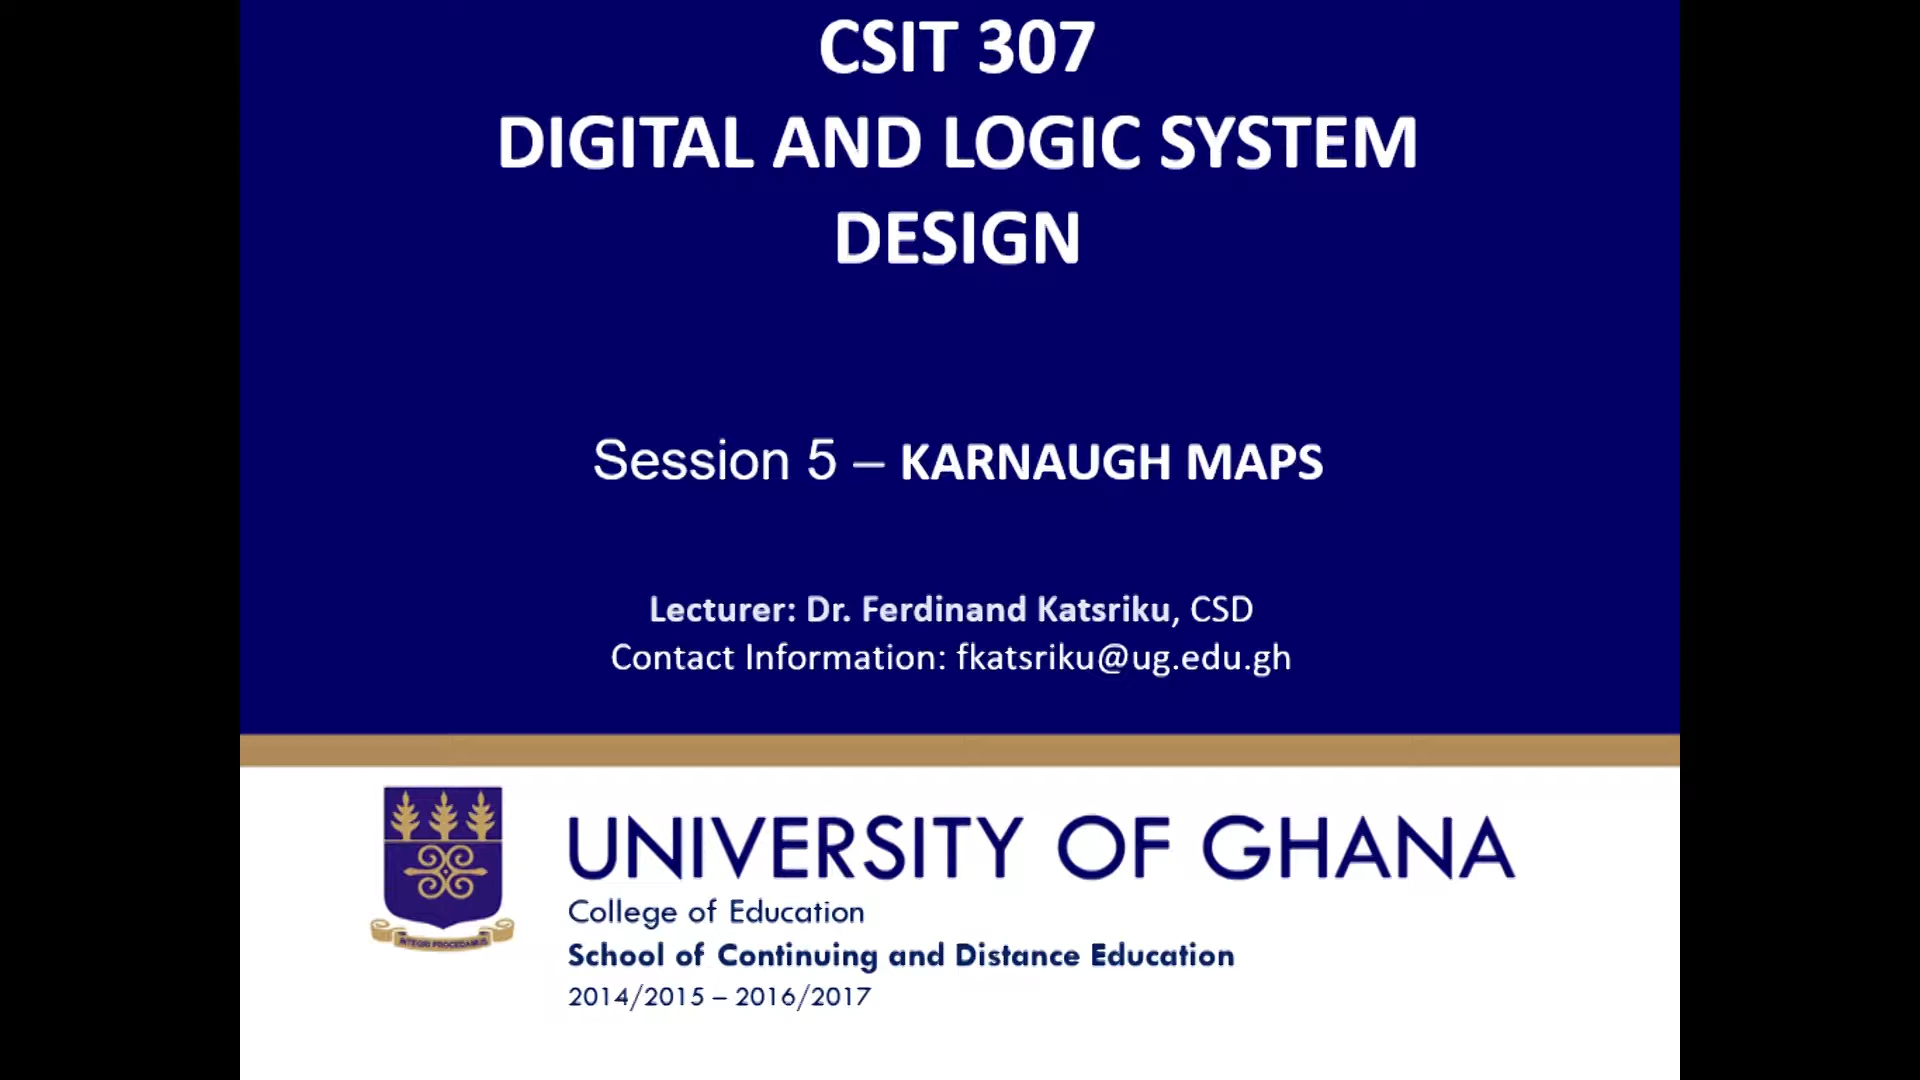 CSIT 307
DIGITAL AND LOGIC SYSTEM
DESIGN
Session 5 – KARNAUGH MAPS
Lecturer: Dr. Ferdinand Katsriku, CSD
Contact Information: fkatsriku@ug.edu.gh
INTEGRI PROCEDAMUS
UNIVERSITY OF GHANA
College of Education
School of Continuing and Distance Education
2014/2015 – 2016/2017